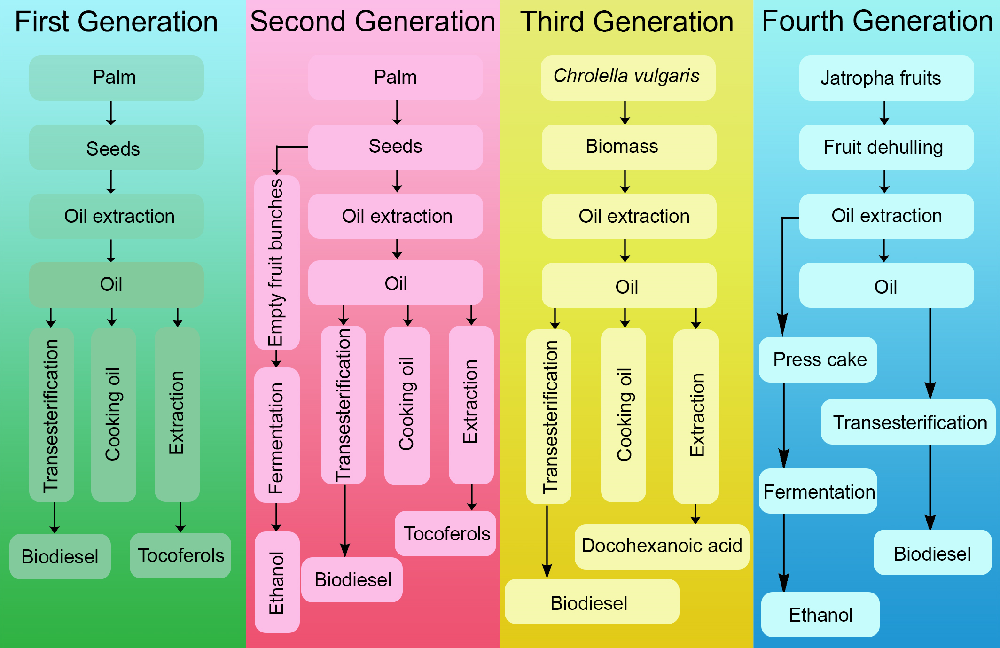 First Generation
Palm
Seeds
Oil extraction
Oil
Transesterification
Cooking oil
Extraction
Biodiesel
Tocoferols
Second Generation
Palm
Seeds
Empty fruit bunches
Oil extraction
Oil
Fermentation
Transesterification
Cooking oil
Extraction
Tocoferols
Ethanol
Biodiesel
Third Generation
Chrolella vulgaris
Biomass
Oil extraction
Oil
Transesterification
Cooking oil
Extraction
Docohexanoic acid
Biodiesel
Fourth Generation
Jatropha fruits
Fruit dehulling
Oil extraction
Oil
Press cake
Transesterification
Fermentation
Biodiesel
Ethanol